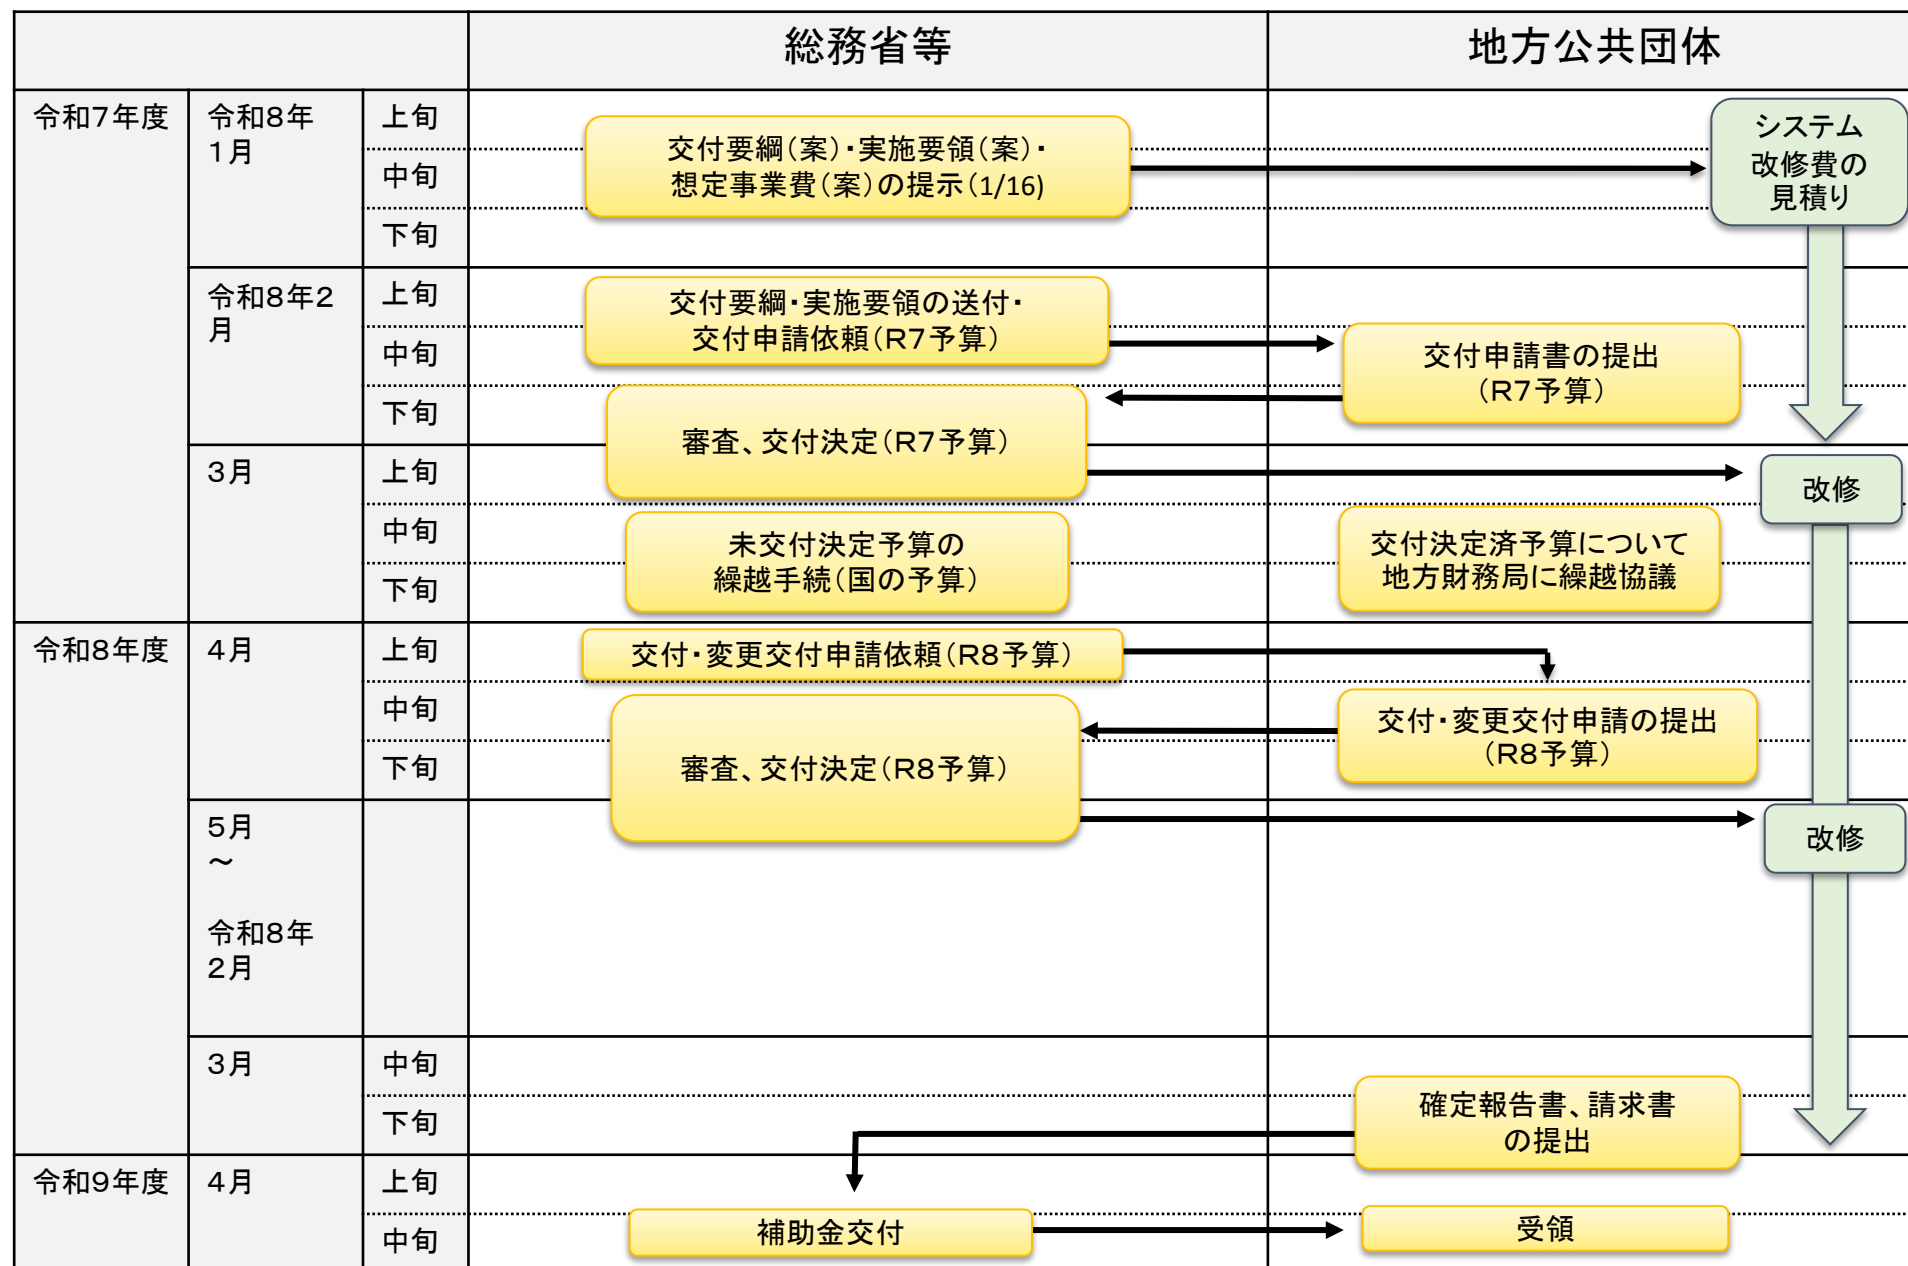 総務省等
地方公共団体
令和7年度
令和8年
1月
上旬
中旬
下旬
交付要綱(案)・実施要領(案)・
想定事業費(案)の提示(1/16)
システム
改修費の
見積り
令和8年2
月
上旬
中旬
下旬
交付要綱・実施要領の送付・
交付申請依頼(R7予算)
交付申請書の提出
(R7予算)
審査、交付決定(R7予算)
3月
上旬
中旬
下旬
改修
未交付決定予算の
繰越手続(国の予算)
交付決定済予算について
地方財務局に繰越協議
令和8年度
4月
上旬
中旬
下旬
交付・変更交付申請依頼(R8予算)
交付・変更交付申請の提出
(R8予算)
審査、交付決定(R8予算)
5月
～
令和8年
2月
改修
3月
中旬
下旬
確定報告書、請求書
の提出
令和9年度
4月
上旬
中旬
補助金交付
受領